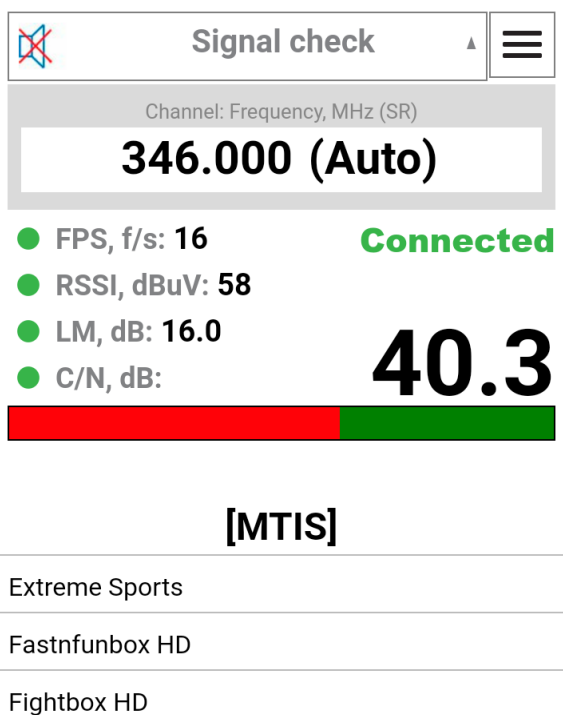 Signal check
Channel: Frequency, MHz (SR)
346.000 (Auto)
FPS, f/s: 16
Connected
RSSI, dBuV: 58
LM, dB: 16.0
C/N, dB:
40.3
[MTIS]
Extreme Sports
Fastnfunbox HD
Fightbox HD